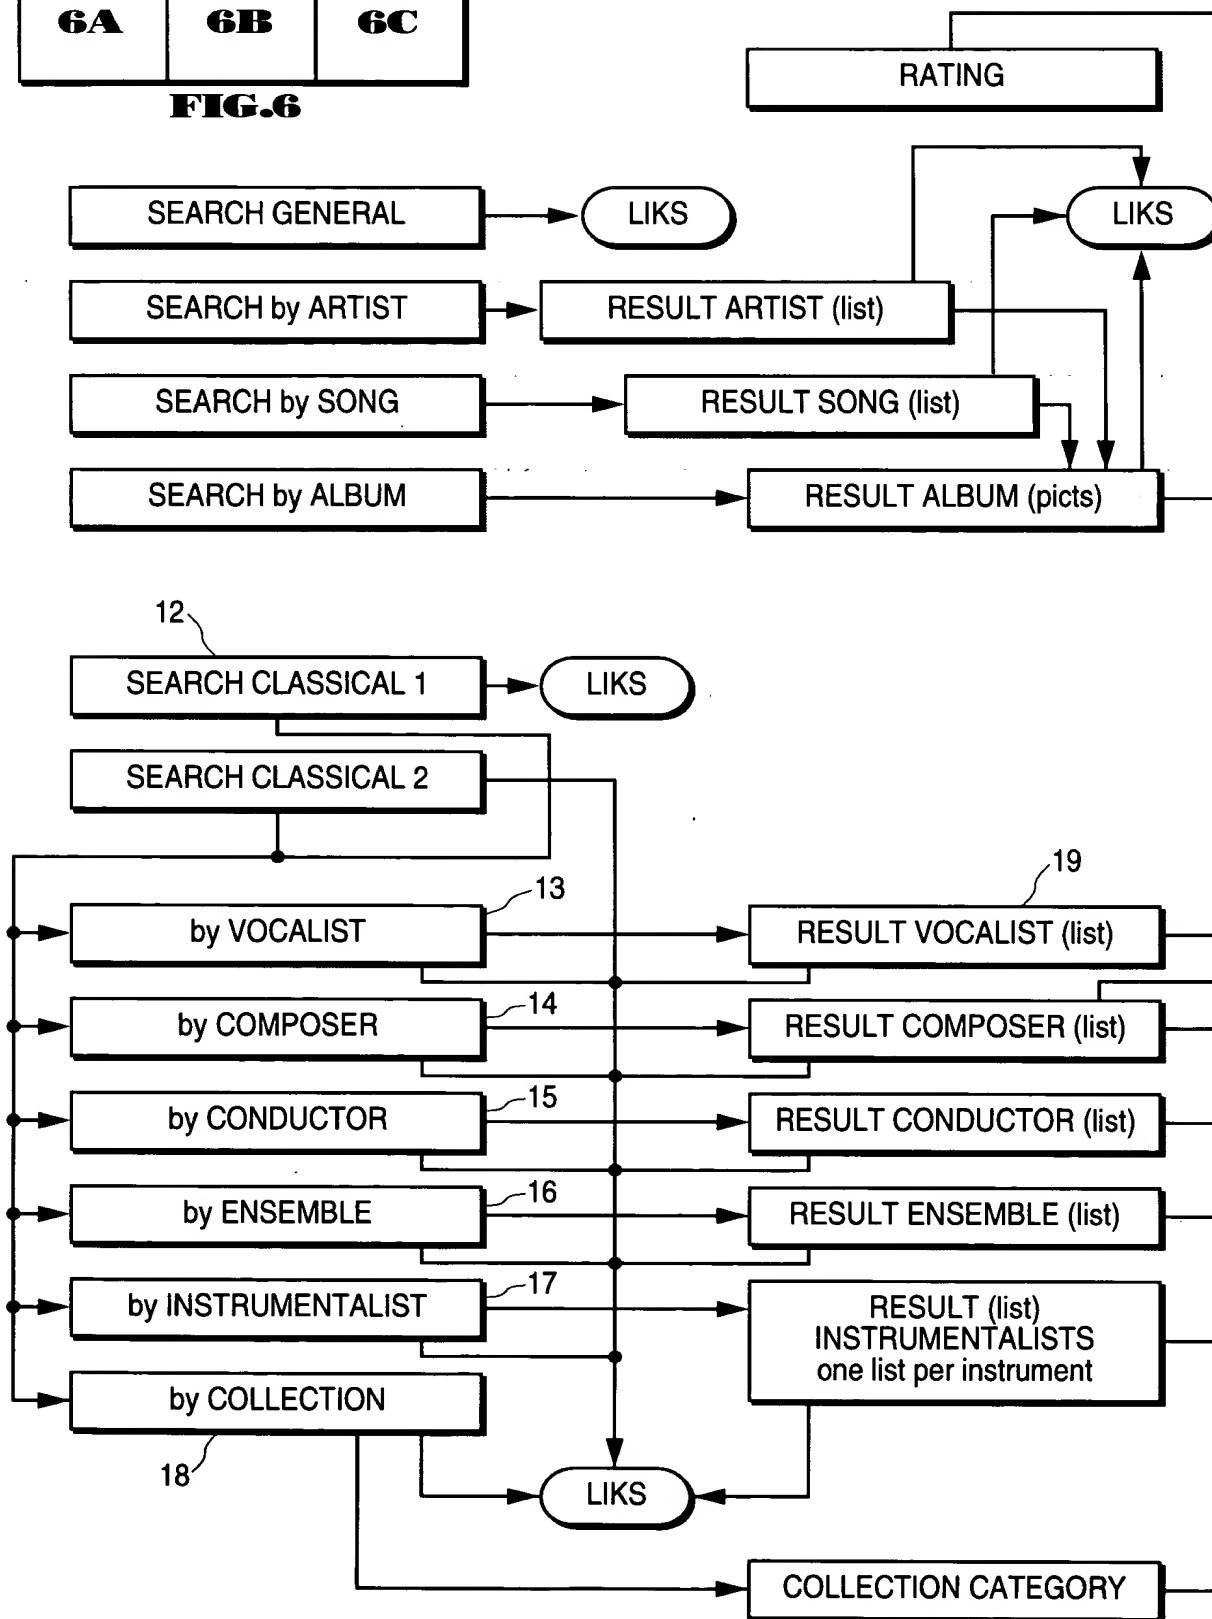 6A 6B 6C
FIG.6
RATING
SEARCH GENERAL
LIKS
LIKS
SEARCH by ARTIST
RESULT ARTIST (list)
SEARCH by SONG
RESULT SONG (list)
SEARCH by ALBUM
RESULT ALBUM (picts)
12
SEARCH CLASSICAL 1
LIKS
SEARCH CLASSICAL 2
13
19
by VOCALIST
RESULT VOCALIST (list)
14
by COMPOSER
RESULT COMPOSER (list)
15
by CONDUCTOR
RESULT CONDUCTOR (list)
16
by ENSEMBLE
RESULT ENSEMBLE (list)
17
by INSTRUMENTALIST
RESULT (list)
INSTRUMENTALISTS
one list per instrument
by COLLECTION
18
LIKS
COLLECTION CATEGORY